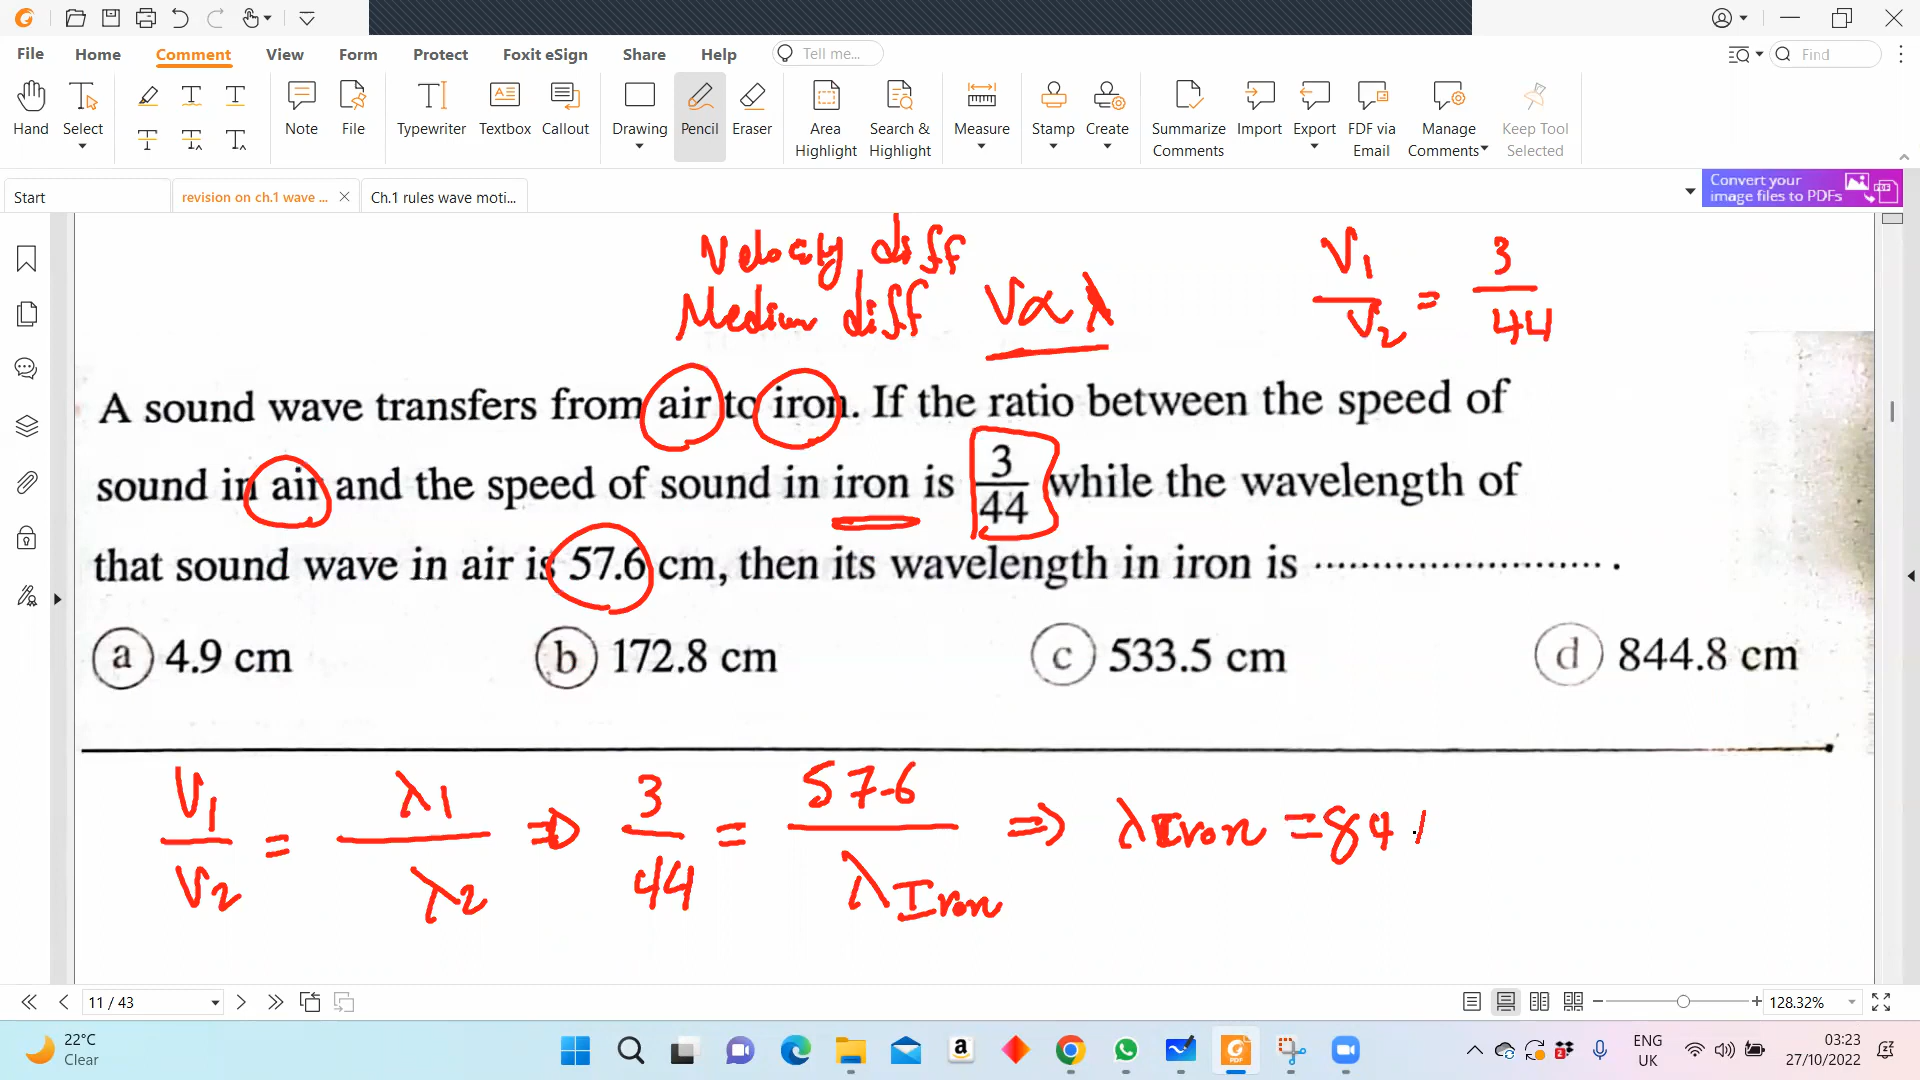 File Home Comment View Form Protect Foxit eSign Share Help Tell me... Find
Hand Select Note File Typewriter Textbox Callout Drawing Pencil Eraser Area Highlight Search & Highlight Measure Stamp Create Summarize Comments Import Export FDF via Email Manage Comments Keep Tool Selected
Start revision on ch.1 wave ... Ch.1 rules wave moti... Convert your image files to PDFs
Velocity diff
Medium diff V∝λ
V1/V2 = 3/44
A sound wave transfers from air to iron. If the ratio between the speed of
sound in air and the speed of sound in iron is 3/44 while the wavelength of
that sound wave in air is 57.6 cm, then its wavelength in iron is ........................ .
a 4.9 cm b 172.8 cm c 533.5 cm d 844.8 cm
V1/V2 = λ1/λ2 ⇒ 3/44 = 57.6/λIron ⇒ λIron = 84
11 / 43 128.32%
22°C
Clear
ENG
UK
03:23
27/10/2022